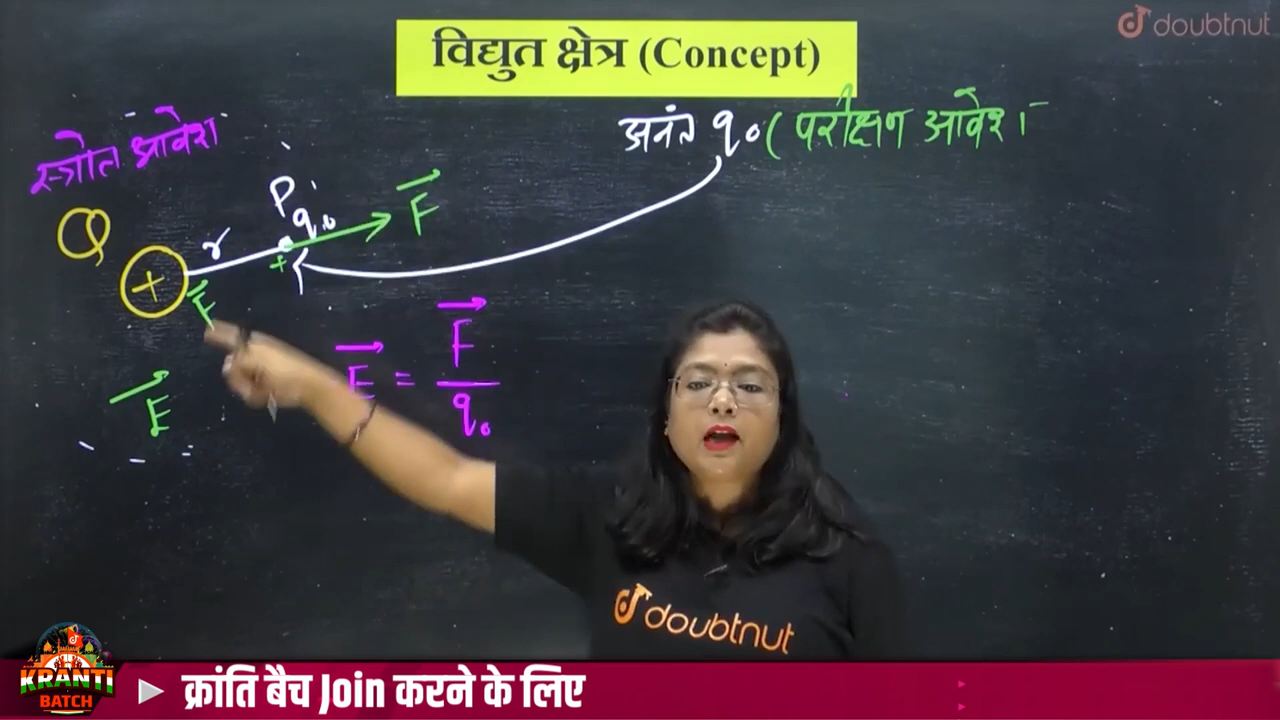 doubtnut
विद्युत क्षेत्र (Concept)
अनंत q₀ ( परीक्षण आवेश ।
स्त्रोत आवेश
Q
P
q₀
r
F
+
+
F
E
E = F / q₀
doubtnut
KRANTI
BATCH
क्रांति बैच Join करने के लिए